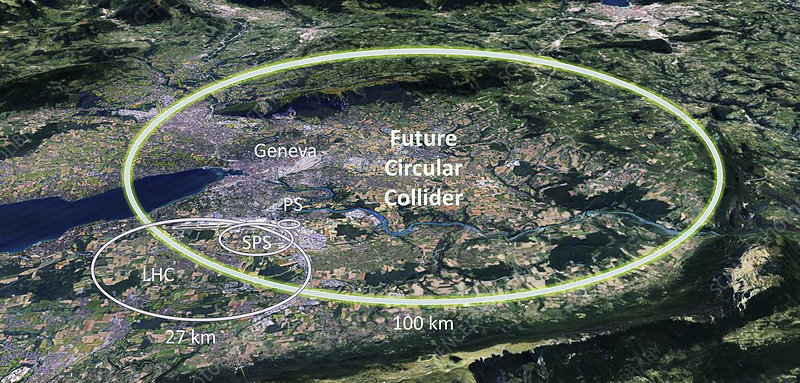 Future
Circular
Collider
Geneva
PS
SPS
LHC
27 km
100 km